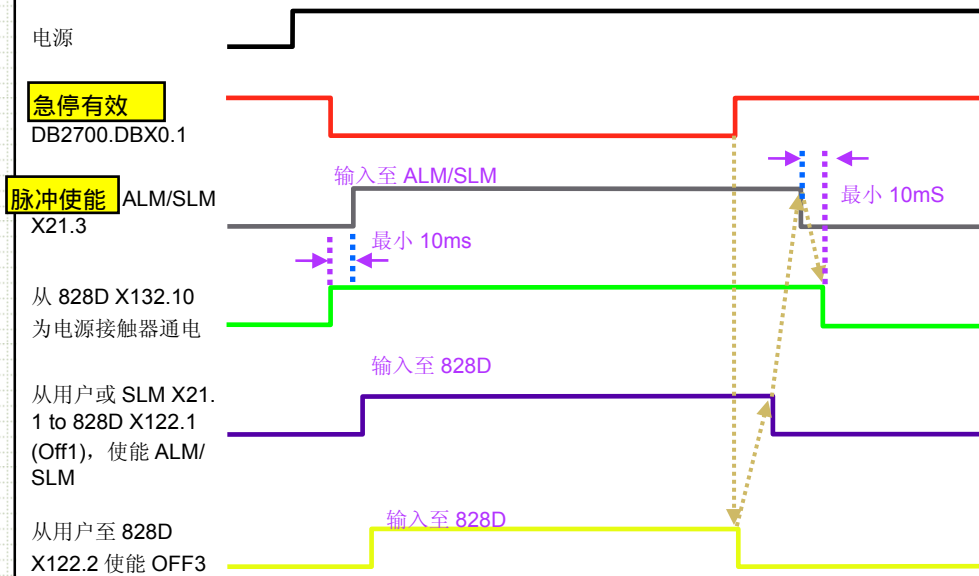 电源
急停有效
DB2700.DBX0.1
输入至 ALM/SLM
脉冲使能 ALM/SLM
X21.3
最小 10mS
最小 10ms
从 828D X132.10
为电源接触器通电
输入至 828D
从用户或 SLM X21.
1 to 828D X122.1
(Off1)，使能 ALM/
SLM
输入至 828D
从用户至 828D
X122.2 使能 OFF3